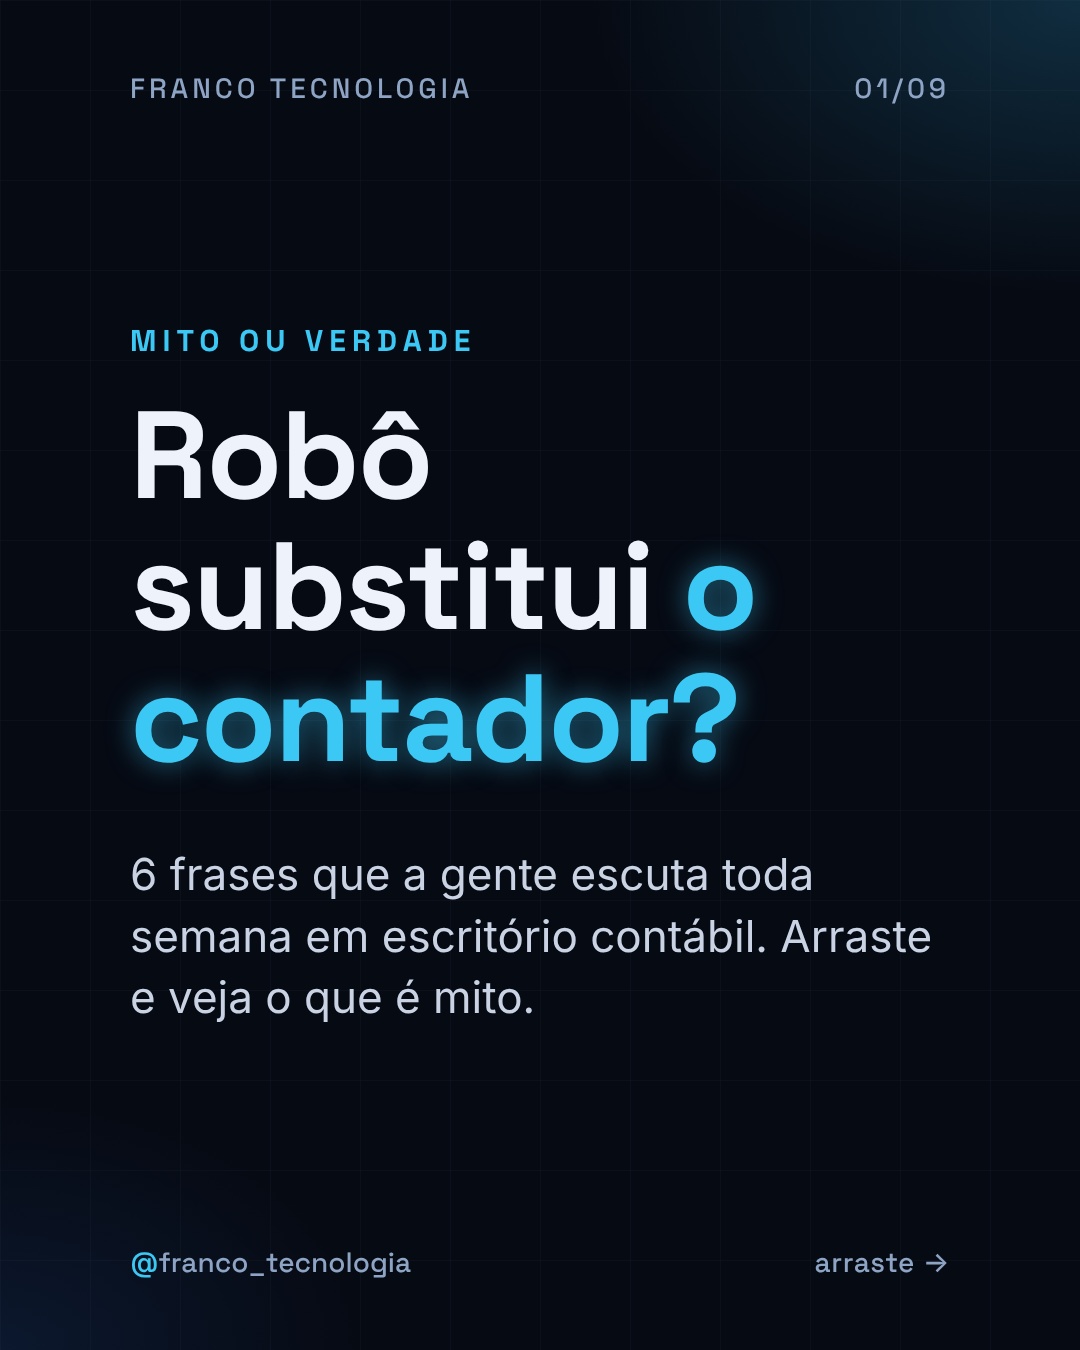 FRANCO TECNOLOGIA
01/09
MITO OU VERDADE
Robô
substitui o
contador?
6 frases que a gente escuta toda
semana em escritório contábil. Arraste
e veja o que é mito.
@franco_tecnologia
arraste →